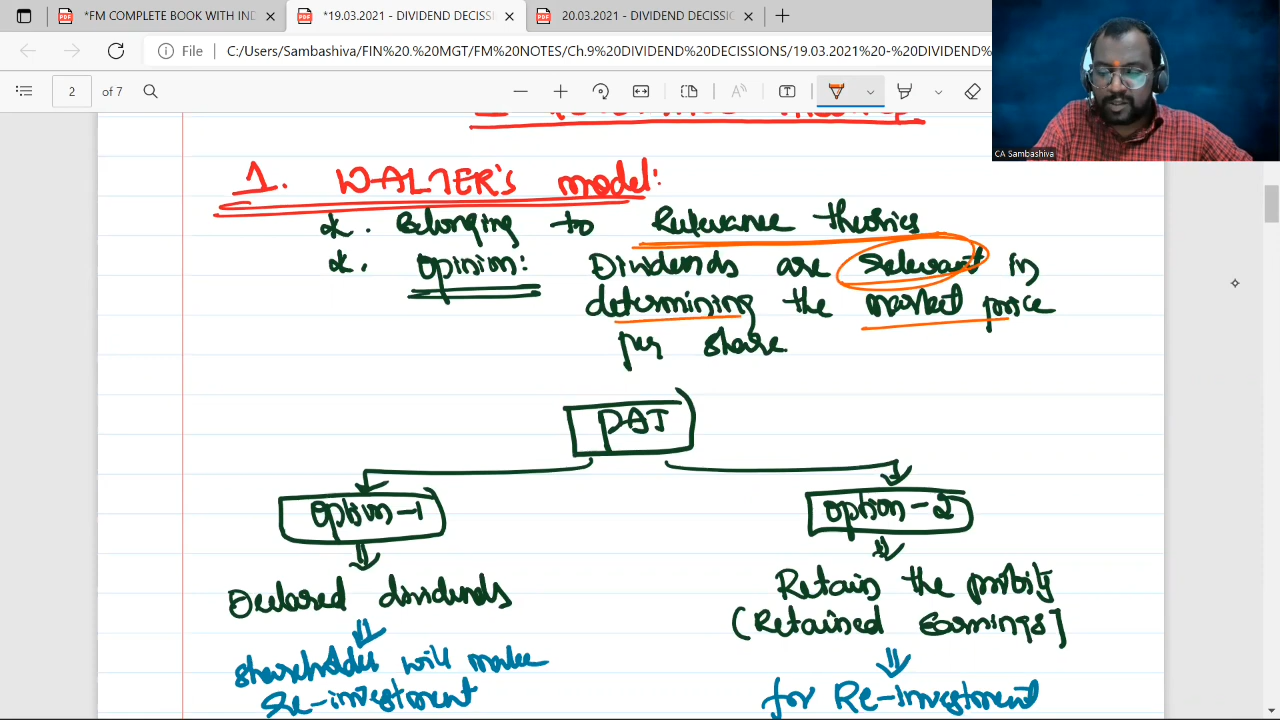 *FM COMPLETE BOOK WITH IND
*19.03.2021 - DIVIDEND DECISSIO
20.03.2021 - DIVIDEND DECISSIO
File
C:/Users/Sambashiva/FIN%20.%20MGT/FM%20NOTES/Ch.9%20DIVIDEND%20DECISSIONS/19.03.2021%20-%20DIVIDEND%
2 of 7
CA Sambashiva
1. WALTER'S model:
Belonging to Relevance theories
Opinion: Dividends are relevant in
determining the market price
per share.
PAT
option-1
option-2
Declared dividends
Retain the profits
(Retained Earnings]
shareholder will make
Re-investment
for Re-investment